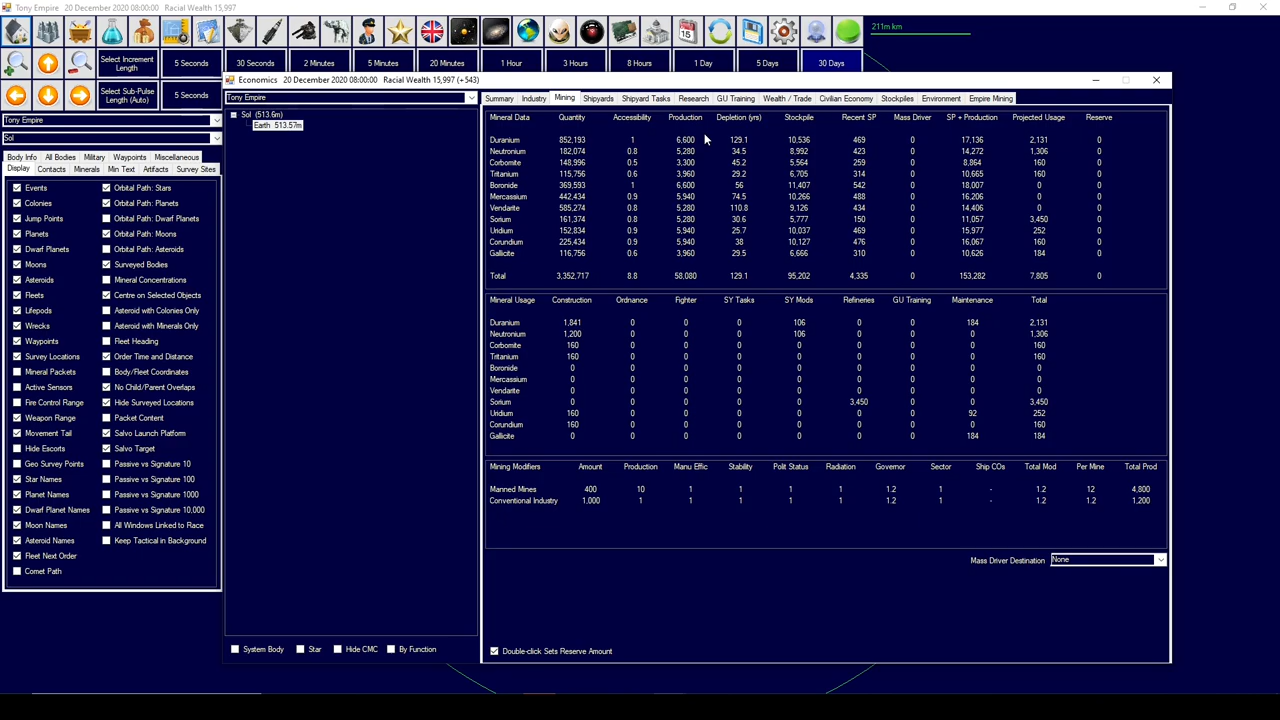 Tony Empire 20 December 2020 08:00:00 Racial Wealth 15,997
211m km
Select Increment Length 5 Seconds 30 Seconds 2 Minutes 5 Minutes 20 Minutes 1 Hour 3 Hours 8 Hours 1 Day 5 Days 30 Days
Select Sub-Pulse Length (Auto) 5 Seconds
Economics 20 December 2020 08:00:00 Racial Wealth 15,997 (+543)
Tony Empire
Sol
Body Info All Bodies Military Waypoints Miscellaneous
Display Contacts Minerals Min Text Artifacts Survey Sites
Events Orbital Path: Stars
Colonies Orbital Path: Planets
Jump Points Orbital Path: Dwarf Planets
Planets Orbital Path: Moons
Dwarf Planets Orbital Path: Asteroids
Moons Surveyed Bodies
Asteroids Mineral Concentrations
Fleets Centre on Selected Objects
Lifepods Asteroid with Colonies Only
Wrecks Asteroid with Minerals Only
Waypoints Fleet Heading
Survey Locations Order Time and Distance
Mineral Packets Body/Fleet Coordinates
Active Sensors No Child/Parent Overlaps
Fire Control Range Hide Surveyed Locations
Weapon Range Packet Content
Movement Tail Salvo Launch Platform
Hide Escorts Salvo Target
Geo Survey Points Passive vs Signature 10
Star Names Passive vs Signature 100
Planet Names Passive vs Signature 1000
Dwarf Planet Names Passive vs Signature 10,000
Moon Names All Windows Linked to Race
Asteroid Names Keep Tactical in Background
Fleet Next Order
Comet Path
Tony Empire
Sol (513.6m)
Earth 513.57m
System Body Star Hide CMC By Function
Summary Industry Mining Shipyards Shipyard Tasks Research GU Training Wealth / Trade Civilian Economy Stockpiles Environment Empire Mining
Mineral Data Quantity Accessibility Production Depletion (yrs) Stockpile Recent SP Mass Driver SP + Production Projected Usage Reserve
Duranium 852,193 1 6,600 129.1 10,536 469 0 17,136 2,131 0
Neutronium 182,074 0.8 5,280 34.5 8,992 423 0 14,272 1,306 0
Corbomite 148,996 0.5 3,300 45.2 5,564 259 0 8,864 160 0
Tritanium 115,756 0.6 3,960 29.2 6,705 314 0 10,665 160 0
Boronide 369,593 1 6,600 56 11,407 542 0 18,007 0 0
Mercassium 442,434 0.9 5,940 74.5 10,266 488 0 16,206 0 0
Vendarite 585,274 0.8 5,280 110.8 9,126 434 0 14,406 0 0
Sorium 161,374 0.8 5,280 30.6 5,777 150 0 11,057 3,450 0
Uridium 152,834 0.9 5,940 25.7 10,037 469 0 15,977 252 0
Corundium 225,434 0.9 5,940 38 10,127 476 0 16,067 160 0
Gallicite 116,756 0.6 3,960 29.5 6,666 310 0 10,626 184 0
Total 3,352,717 8.8 58,080 129.1 95,202 4,335 0 153,282 7,805 0
Mineral Usage Construction Ordnance Fighter SY Tasks SY Mods Refineries GU Training Maintenance Total
Duranium 1,841 0 0 0 106 0 0 184 2,131
Neutronium 1,200 0 0 0 106 0 0 0 1,306
Corbomite 160 0 0 0 0 0 0 0 160
Tritanium 160 0 0 0 0 0 0 0 160
Boronide 0 0 0 0 0 0 0 0 0
Mercassium 0 0 0 0 0 0 0 0 0
Vendarite 0 0 0 0 0 0 0 0 0
Sorium 0 0 0 0 0 3,450 0 0 3,450
Uridium 160 0 0 0 0 0 0 92 252
Corundium 160 0 0 0 0 0 0 0 160
Gallicite 0 0 0 0 0 0 0 184 184
Mining Modifiers Amount Production Manu Effic Stability Polit Status Radiation Governor Sector Ship COs Total Mod Per Mine Total Prod
Manned Mines 400 10 1 1 1 1 1.2 1 - 1.2 12 4,800
Conventional Industry 1,000 1 1 1 1 1 1.2 1 - 1.2 1.2 1,200
Mass Driver Destination None
Double-click Sets Reserve Amount